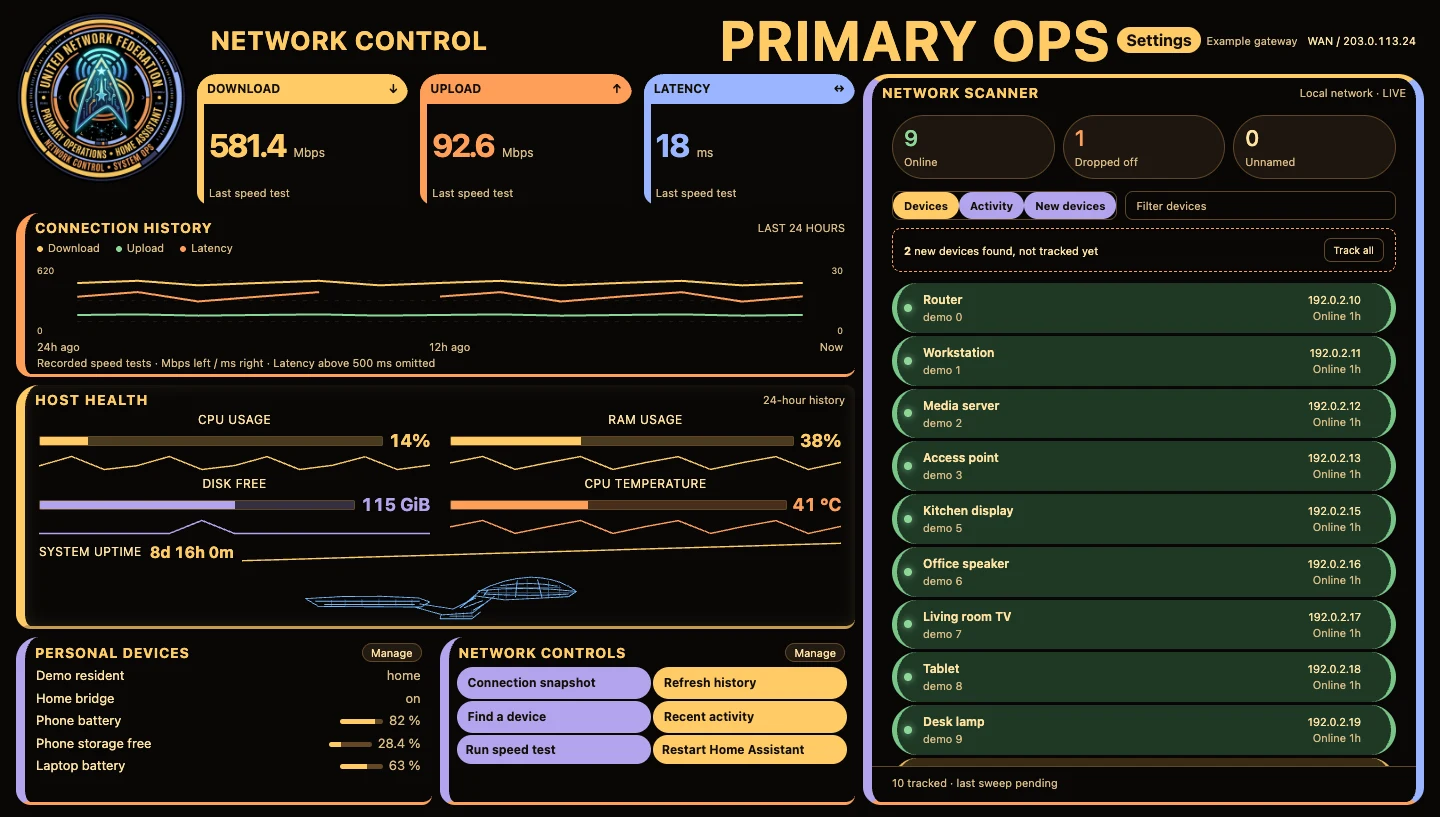 UNITED NETWORK FEDERATION
PRIMARY OPERATIONS • HOME ASSISTANT
NETWORK CONTROL • SYSTEM OPS
NETWORK CONTROL
PRIMARY OPS
Settings
Example gateway
WAN / 203.0.113.24
DOWNLOAD ↓
581.4 Mbps
Last speed test
UPLOAD ↑
92.6 Mbps
Last speed test
LATENCY ↔
18 ms
Last speed test
CONNECTION HISTORY
LAST 24 HOURS
Download
Upload
Latency
620
30
0
0
24h ago
12h ago
Now
Recorded speed tests · Mbps left / ms right · Latency above 500 ms omitted
HOST HEALTH
24-hour history
CPU USAGE
14%
RAM USAGE
38%
DISK FREE
115 GiB
CPU TEMPERATURE
41 °C
SYSTEM UPTIME 8d 16h 0m
PERSONAL DEVICES
Manage
Demo resident home
Home bridge on
Phone battery 82 %
Phone storage free 28.4 %
Laptop battery 63 %
NETWORK CONTROLS
Manage
Connection snapshot
Refresh history
Find a device
Recent activity
Run speed test
Restart Home Assistant
NETWORK SCANNER
Local network · LIVE
9
Online
1
Dropped off
0
Unnamed
Devices
Activity
New devices
Filter devices
2 new devices found, not tracked yet
Track all
Router 192.0.2.10
demo 0 Online 1h
Workstation 192.0.2.11
demo 1 Online 1h
Media server 192.0.2.12
demo 2 Online 1h
Access point 192.0.2.13
demo 3 Online 1h
Kitchen display 192.0.2.15
demo 5 Online 1h
Office speaker 192.0.2.16
demo 6 Online 1h
Living room TV 192.0.2.17
demo 7 Online 1h
Tablet 192.0.2.18
demo 8 Online 1h
Desk lamp 192.0.2.19
demo 9 Online 1h
10 tracked · last sweep pending